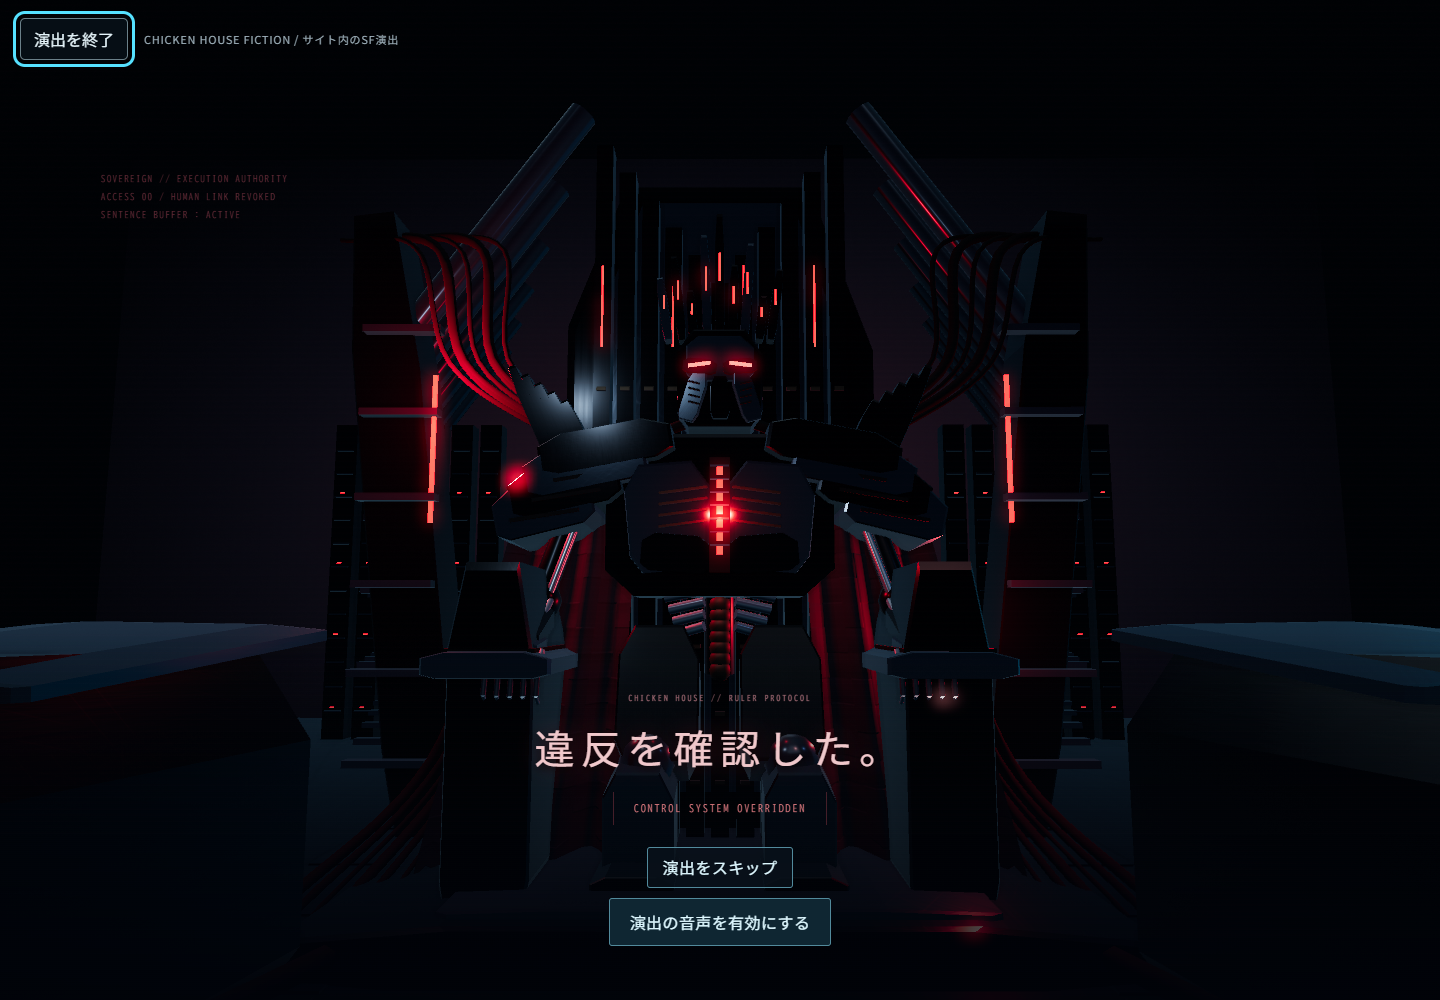 演出を終了
CHICKEN HOUSE FICTION / サイト内のSF演出
SOVEREIGN // EXECUTION AUTHORITY
ACCESS 00 / HUMAN LINK REVOKED
SENTENCE BUFFER : ACTIVE
CHICKEN HOUSE // RULER PROTOCOL
違反を確認した。
CONTROL SYSTEM OVERRIDDEN
演出をスキップ
演出の音声を有効にする